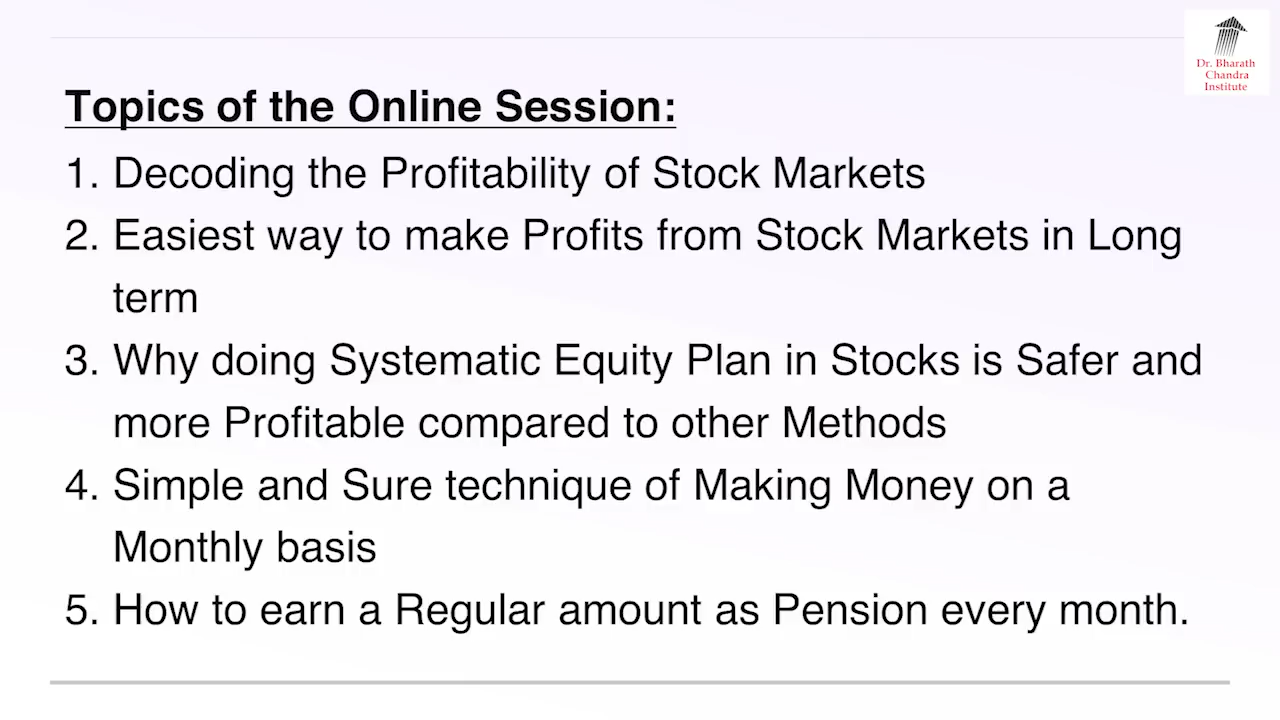 Dr. Bharath
Chandra
Institute
Topics of the Online Session:
1. Decoding the Profitability of Stock Markets
2. Easiest way to make Profits from Stock Markets in Long
term
3. Why doing Systematic Equity Plan in Stocks is Safer and
more Profitable compared to other Methods
4. Simple and Sure technique of Making Money on a
Monthly basis
5. How to earn a Regular amount as Pension every month.